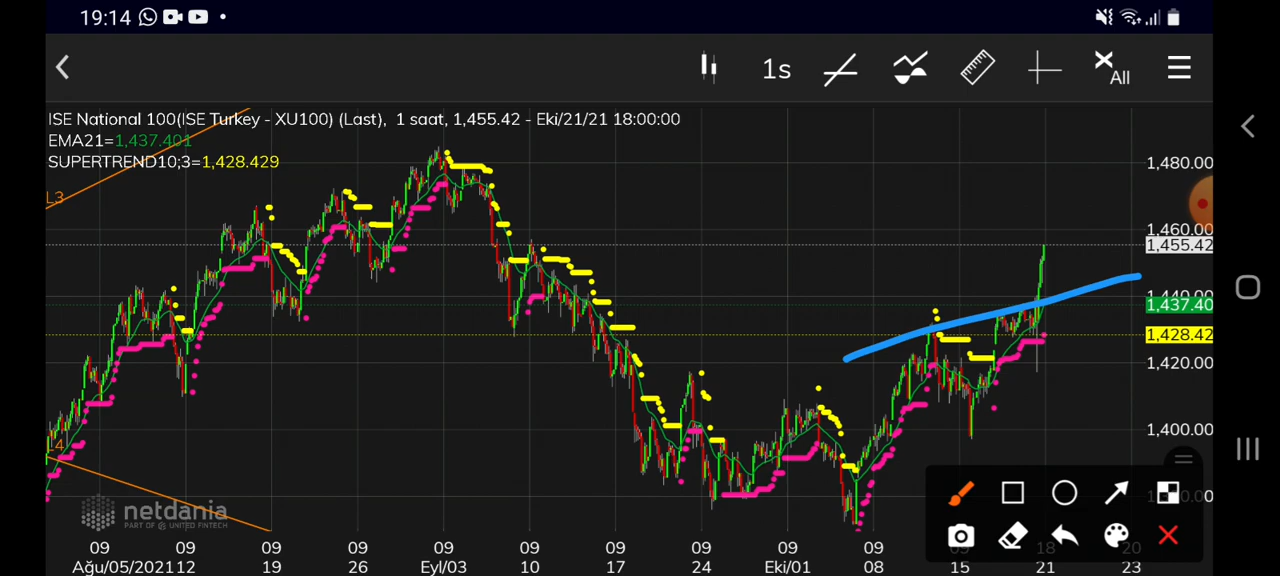 19:14
1s
All
ISE National 100(ISE Turkey - XU100) (Last), 1 saat, 1,455.42 - Eki/21/21 18:00:00
EMA21=1,437.401
SUPERTREND10;3=1,428.429
L3
L4
1,480.00
1,460.00
1,455.42
1,440.00
1,437.40
1,428.42
1,420.00
1,400.00
netdania
PART OF UNITED FINTECH
09 09 09 09 09 09 09 09 09 09 15 18 20
Ağu/05/2021 12 19 26 Eyl/03 10 17 24 Eki/01 08 15 21 23